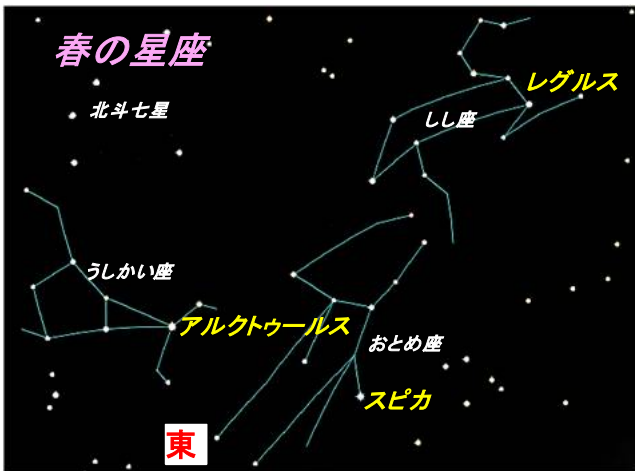 春の星座
北斗七星
レグルス
しし座
うしかい座
アルクトゥールス
おとめ座
スピカ
東